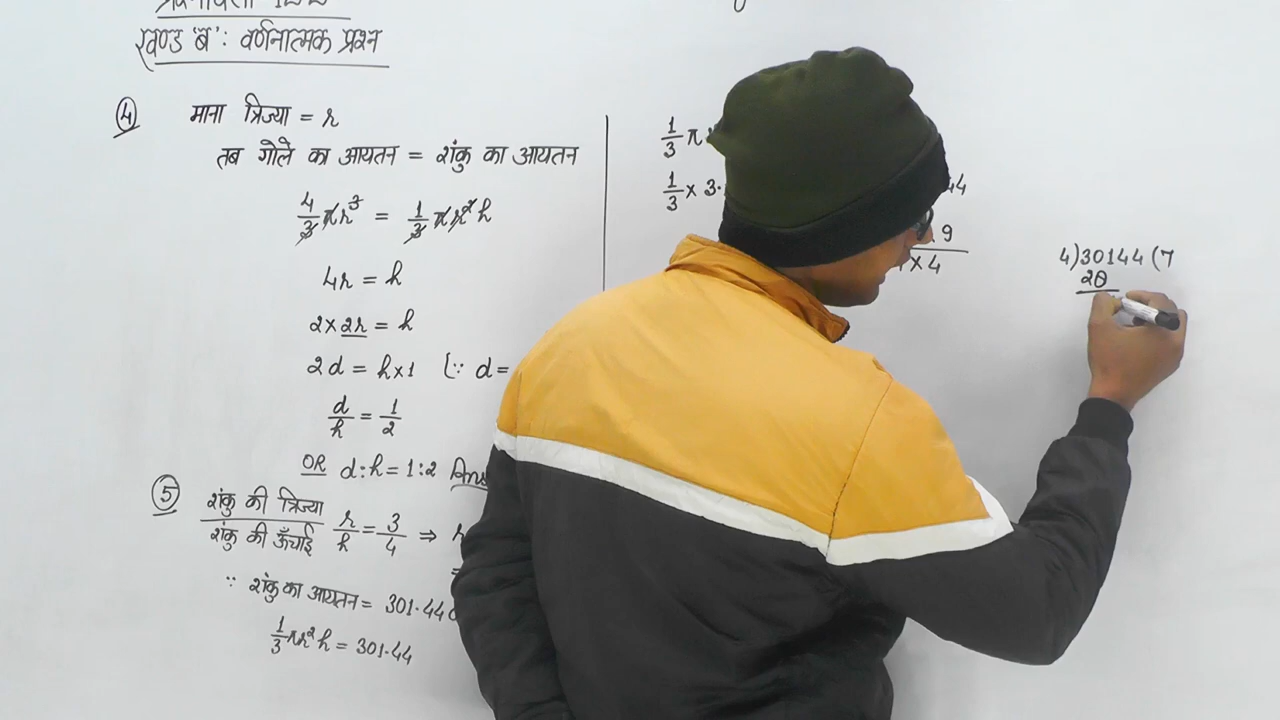 खण्ड 'ब': वर्णनात्मक प्रश्न
④ माना त्रिज्या = r
तब गोले का आयतन = शंकु का आयतन
4/3 πr³ = 1/3 πr²h
4r = h
2×2r = h
2d = h×1 [∵ d=
d/h = 1/2
OR d:h = 1:2 Ans
⑤ शंकु की त्रिज्या/शंकु की ऊँचाई r/h = 3/4 ⇒
∵ शंकु का आयतन = 301.44
1/3 πr²h = 301.44
1/3 π
1/3 × 3.
44
9
×4
4)30144(7
28